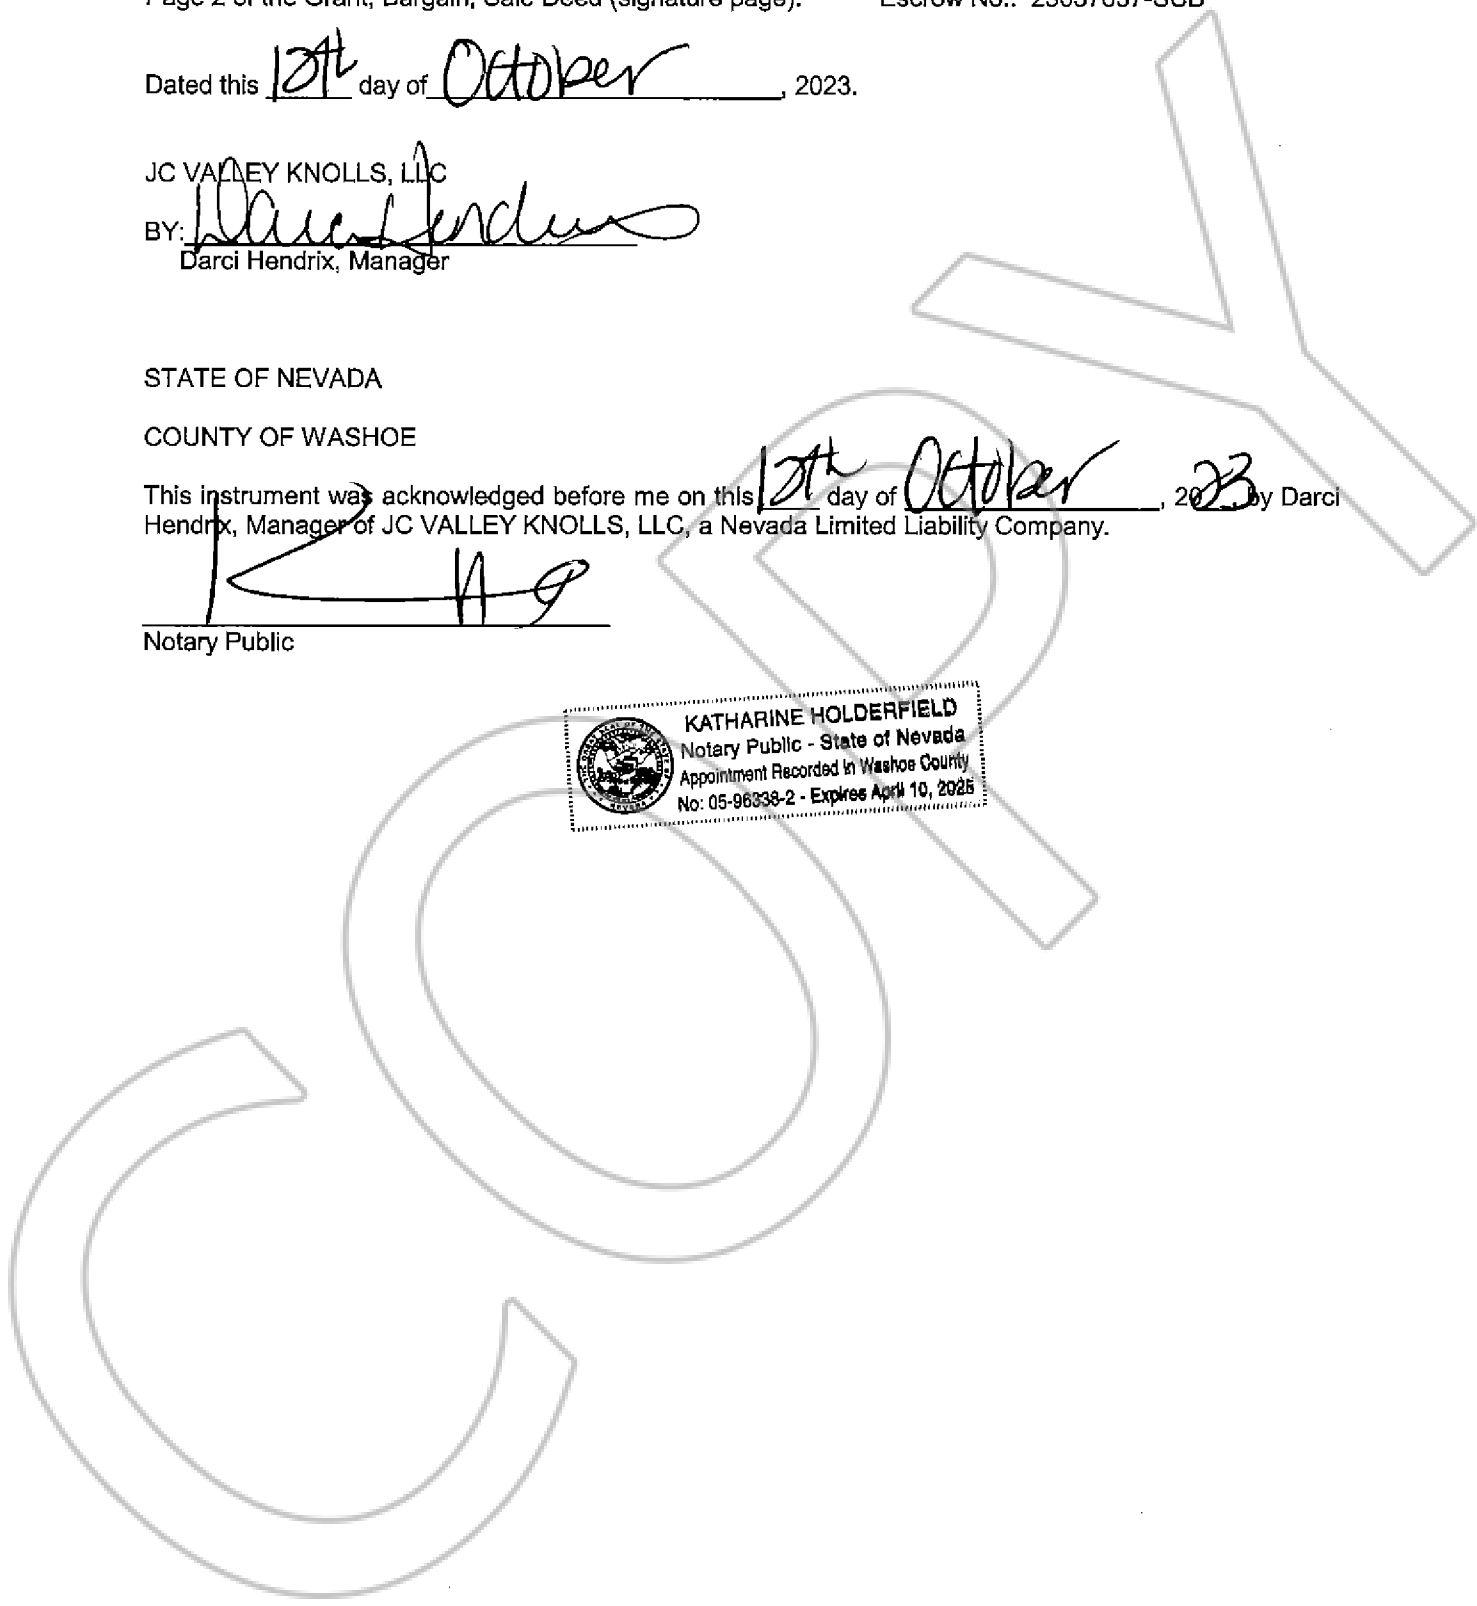 Page 2 of the Grant, Bargain, Sale Deed (signature page). Escrow No.:
Dated this 12th day of October, 2023.
JC VALLEY KNOLLS, LLC
BY: Darci Hendrix
Darci Hendrix, Manager
STATE OF NEVADA
COUNTY OF WASHOE
This instrument was acknowledged before me on this 12th day of October, 2023, by Darci
Hendrix, Manager of JC VALLEY KNOLLS, LLC, a Nevada Limited Liability Company.
Notary Public
KATHARINE HOLDERFIELD
Notary Public - State of Nevada
Appointment Recorded in Washoe County
No: 05-96338-2 - Expires April 10,
COPY